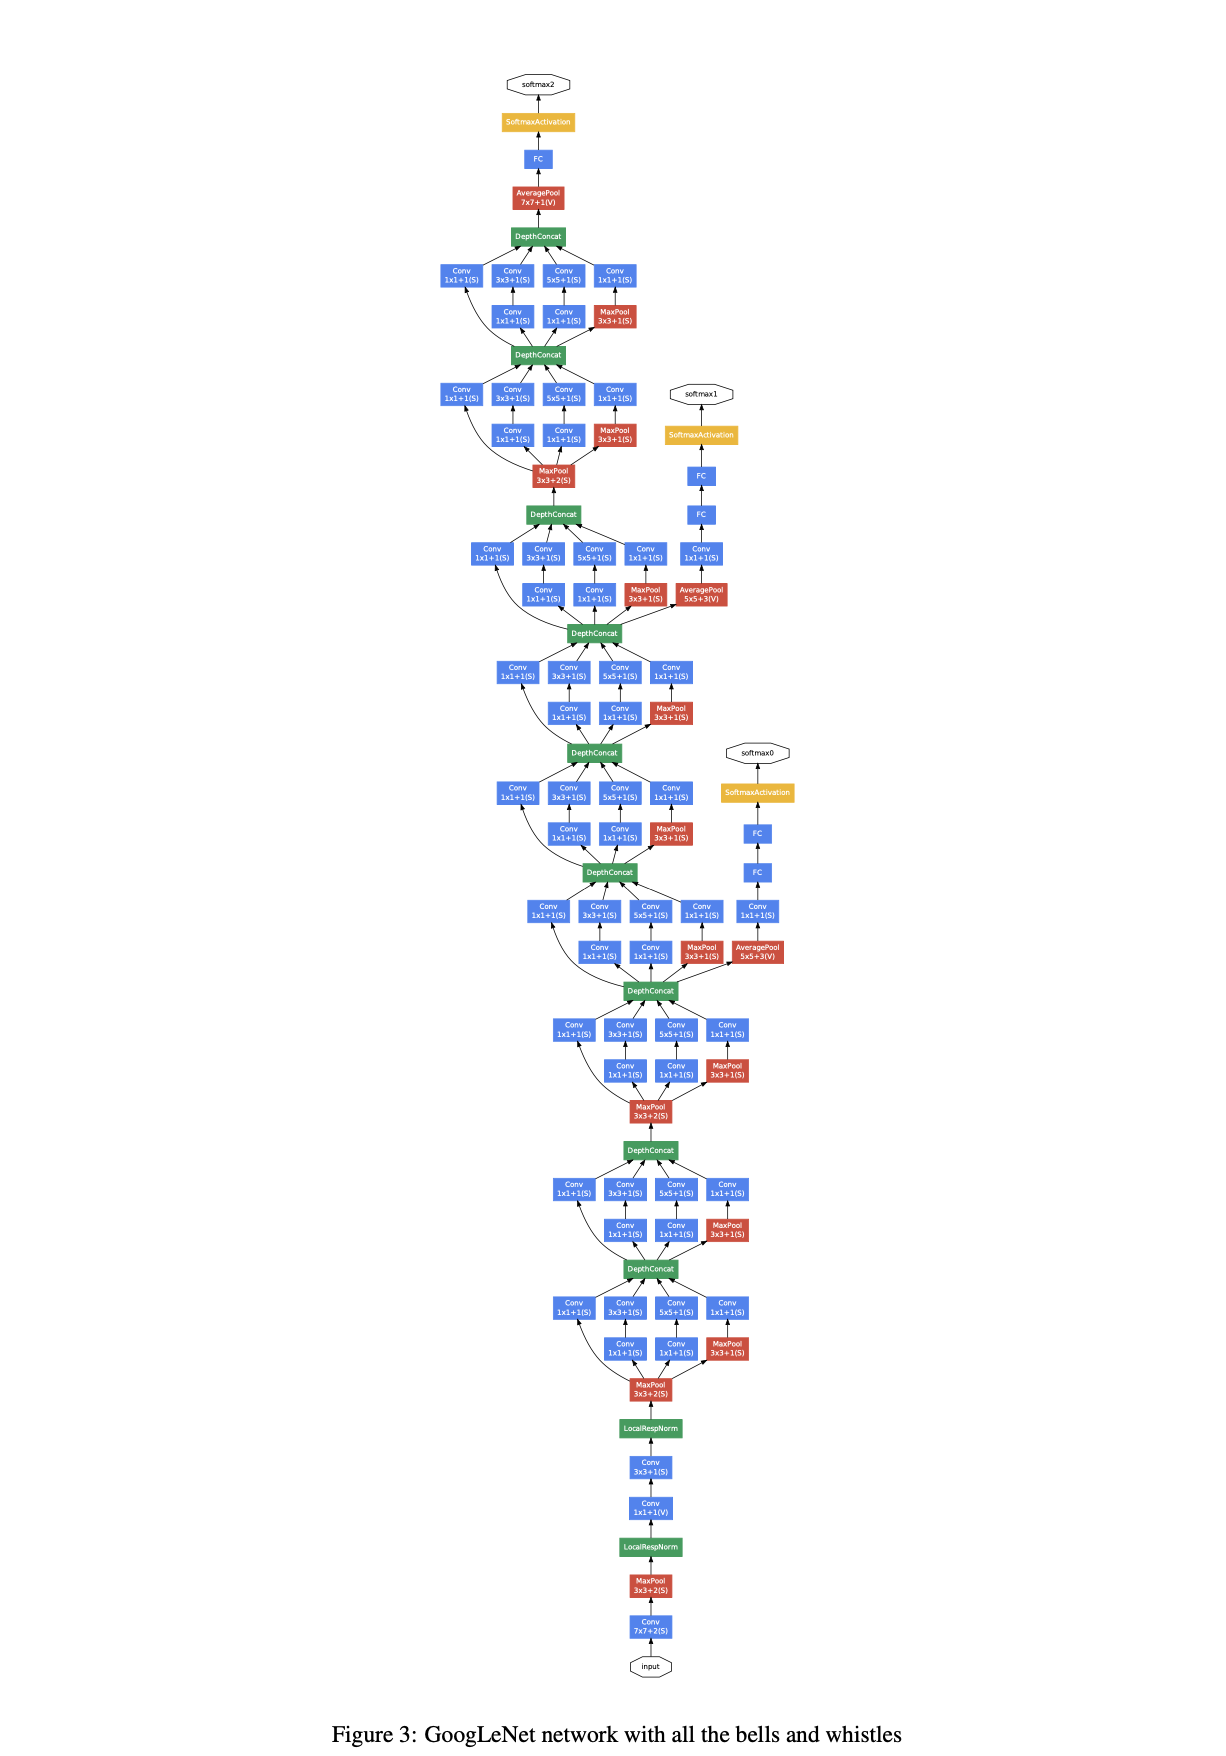 softmax2
SoftmaxActivation
FC
AveragePool
7x7+1(V)
DepthConcat
Conv Conv Conv Conv
1x1+1(S) 3x3+1(S) 5x5+1(S) 1x1+1(S)
Conv Conv MaxPool
1x1+1(S) 1x1+1(S) 3x3+1(S)
DepthConcat
Conv Conv Conv Conv softmax1
1x1+1(S) 3x3+1(S) 5x5+1(S) 1x1+1(S)
Conv Conv MaxPool SoftmaxActivation
1x1+1(S) 1x1+1(S) 3x3+1(S)
MaxPool FC
3x3+2(S)
DepthConcat FC
Conv Conv Conv Conv Conv
1x1+1(S) 3x3+1(S) 5x5+1(S) 1x1+1(S) 1x1+1(S)
Conv Conv MaxPool AveragePool
1x1+1(S) 1x1+1(S) 3x3+1(S) 5x5+3(V)
DepthConcat
Conv Conv Conv Conv
1x1+1(S) 3x3+1(S) 5x5+1(S) 1x1+1(S)
Conv Conv MaxPool
1x1+1(S) 1x1+1(S) 3x3+1(S)
DepthConcat softmax0
Conv Conv Conv Conv SoftmaxActivation
1x1+1(S) 3x3+1(S) 5x5+1(S) 1x1+1(S)
Conv Conv MaxPool FC
1x1+1(S) 1x1+1(S) 3x3+1(S)
DepthConcat FC
Conv Conv Conv Conv Conv
1x1+1(S) 3x3+1(S) 5x5+1(S) 1x1+1(S) 1x1+1(S)
Conv Conv MaxPool AveragePool
1x1+1(S) 1x1+1(S) 3x3+1(S) 5x5+3(V)
DepthConcat
Conv Conv Conv Conv
1x1+1(S) 3x3+1(S) 5x5+1(S) 1x1+1(S)
Conv Conv MaxPool
1x1+1(S) 1x1+1(S) 3x3+1(S)
MaxPool
3x3+2(S)
DepthConcat
Conv Conv Conv Conv
1x1+1(S) 3x3+1(S) 5x5+1(S) 1x1+1(S)
Conv Conv MaxPool
1x1+1(S) 1x1+1(S) 3x3+1(S)
DepthConcat
Conv Conv Conv Conv
1x1+1(S) 3x3+1(S) 5x5+1(S) 1x1+1(S)
Conv Conv MaxPool
1x1+1(S) 1x1+1(S) 3x3+1(S)
MaxPool
3x3+2(S)
LocalRespNorm
Conv
3x3+1(S)
Conv
1x1+1(V)
LocalRespNorm
MaxPool
3x3+2(S)
Conv
7x7+2(S)
input
Figure 3: GoogLeNet network with all the bells and whistles